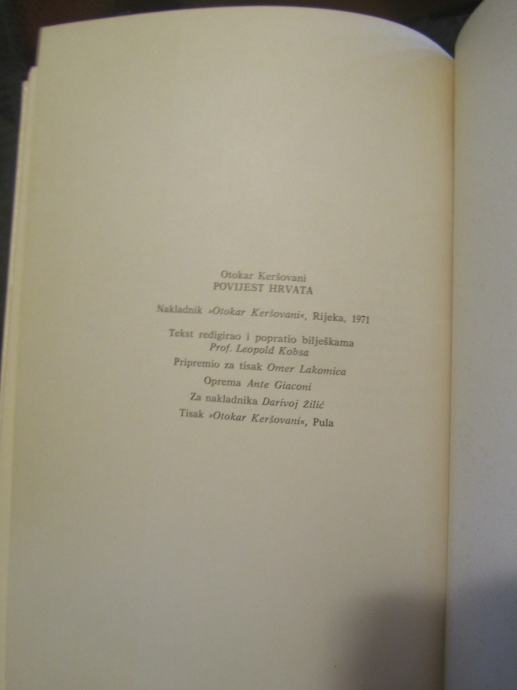 Otokar Keršovani
POVIJEST HRVATA
Nakladnik »Otokar Keršovani«, Rijeka, 1971
Tekst redigirao i popratio bilješkama
Prof. Leopold Kobsa
Pripremio za tisak Omer Lakomica
Oprema Ante Giaconi
Za nakladnika Darivoj Žilić
Tisak »Otokar Keršovani«, Pula